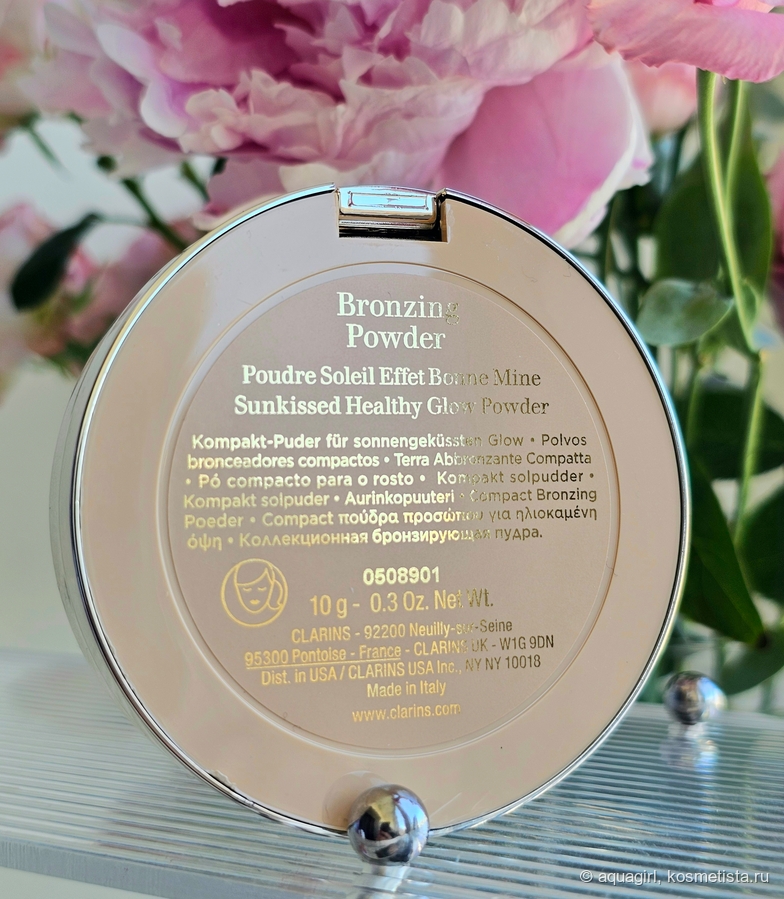 Bronzing
Powder
Poudre Soleil Effet Bonne Mine
Sunkissed Healthy Glow Powder
Kompakt-Puder für sonnengeküssten Glow • Polvos
bronceadores compactos • Terra Abbronzante Compatta
• Pó compacto para o rosto • Kompakt solpudder •
Kompakt solpuder • Aurinkopuuteri • Compact Bronzing
Poeder • Compact πούδρα προσώπου για ηλιοκαμένη
όψη • Коллекционная бронзирующая пудра.
0508901
10 g - 0.3 Oz. Net Wt.
CLARINS - 92200 Neuilly-sur-Seine
95300 Pontoise - France - CLARINS UK - W1G 9DN
Dist. in USA / CLARINS USA Inc., NY NY 10018
Made in Italy
www.clarins.com
© aquagirl, kosmetista.ru